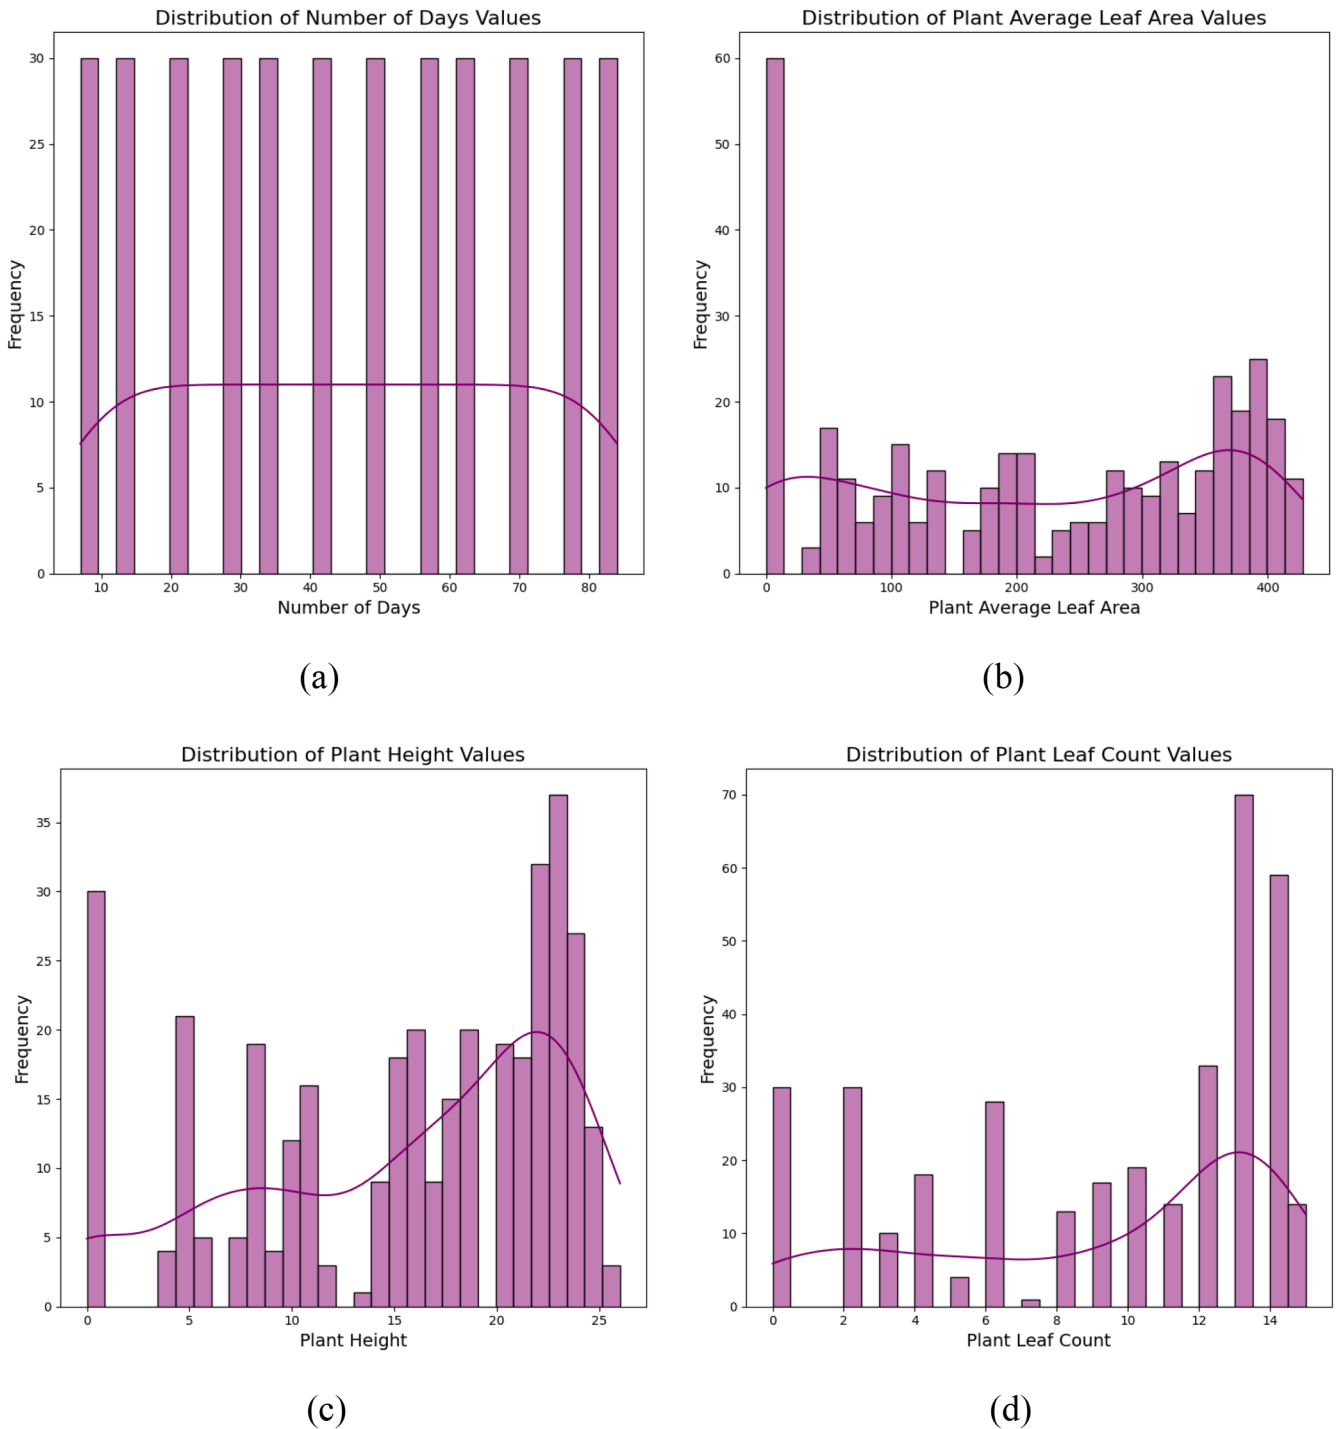 Distribution of Number of Days Values
30
25
20
15
10
5
0
Frequency
10 20 30 40 50 60 70 80
Number of Days
(a)
Distribution of Plant Average Leaf Area Values
60
50
40
30
20
10
0
Frequency
0 100 200 300 400
Plant Average Leaf Area
(b)
Distribution of Plant Height Values
35
30
25
20
15
10
5
0
Frequency
0 5 10 15 20 25
Plant Height
(c)
Distribution of Plant Leaf Count Values
70
60
50
40
30
20
10
0
Frequency
0 2 4 6 8 10 12 14
Plant Leaf Count
(d)